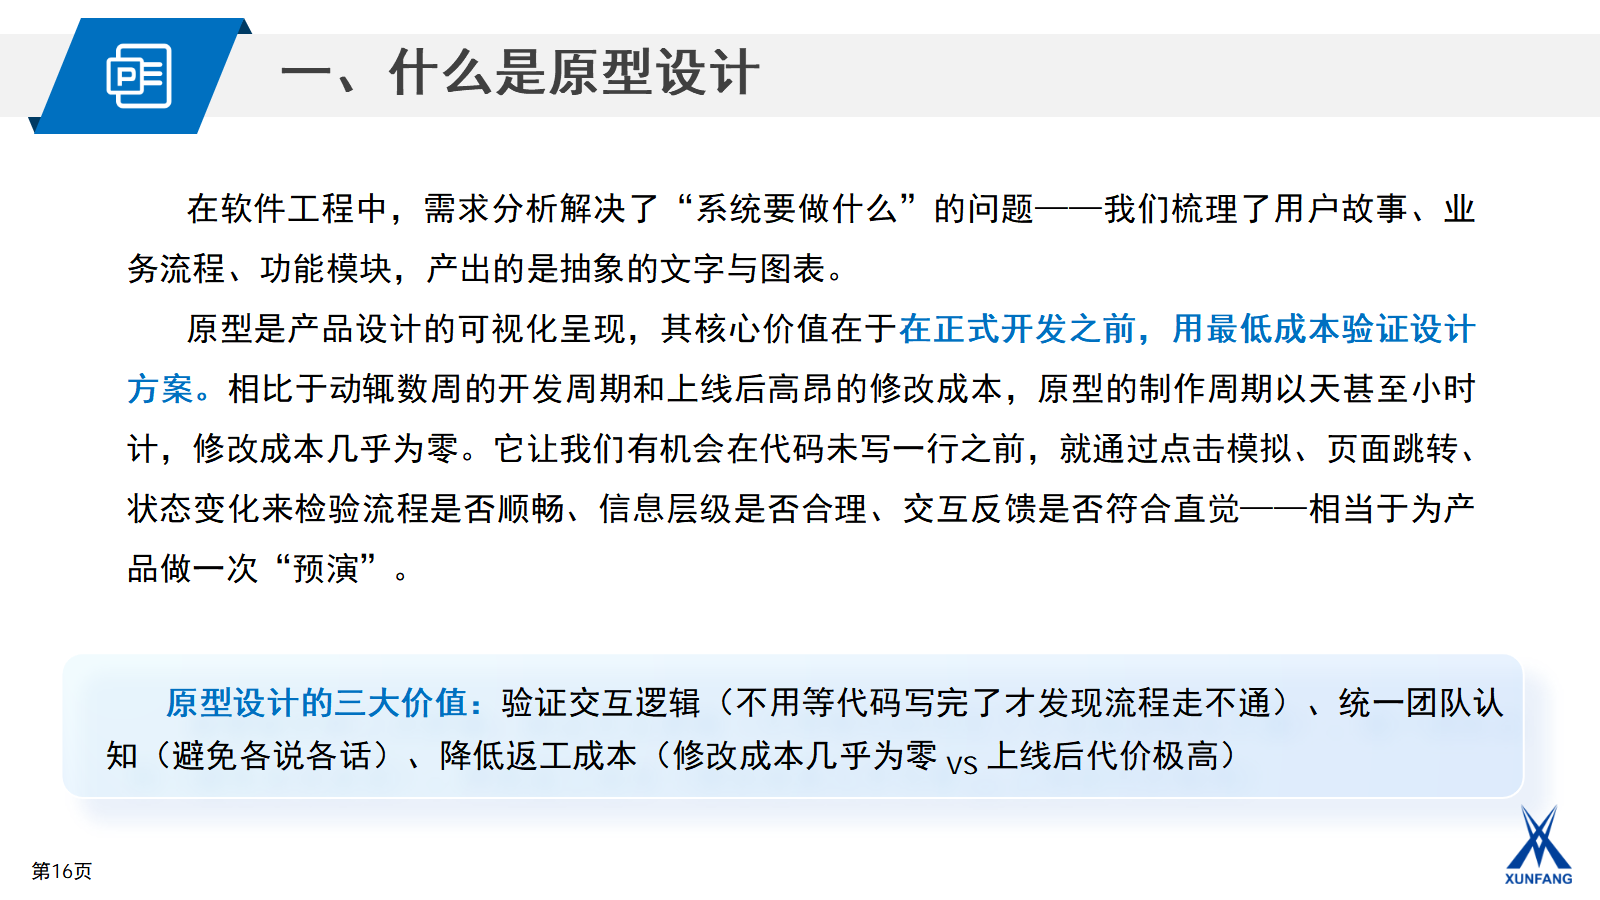 一、什么是原型设计
在软件工程中，需求分析解决了“系统要做什么”的问题——我们梳理了用户故事、业
务流程、功能模块，产出的是抽象的文字与图表。
原型是产品设计的可视化呈现，其核心价值在于在正式开发之前，用最低成本验证设计
方案。相比于动辄数周的开发周期和上线后高昂的修改成本，原型的制作周期以天甚至小时
计，修改成本几乎为零。它让我们有机会在代码未写一行之前，就通过点击模拟、页面跳转、
状态变化来检验流程是否顺畅、信息层级是否合理、交互反馈是否符合直觉——相当于为产
品做一次“预演”。
原型设计的三大价值：验证交互逻辑（不用等代码写完了才发现流程走不通）、统一团队认
知（避免各说各话）、降低返工成本（修改成本几乎为零 VS 上线后代价极高）
第16页
XUNFANG